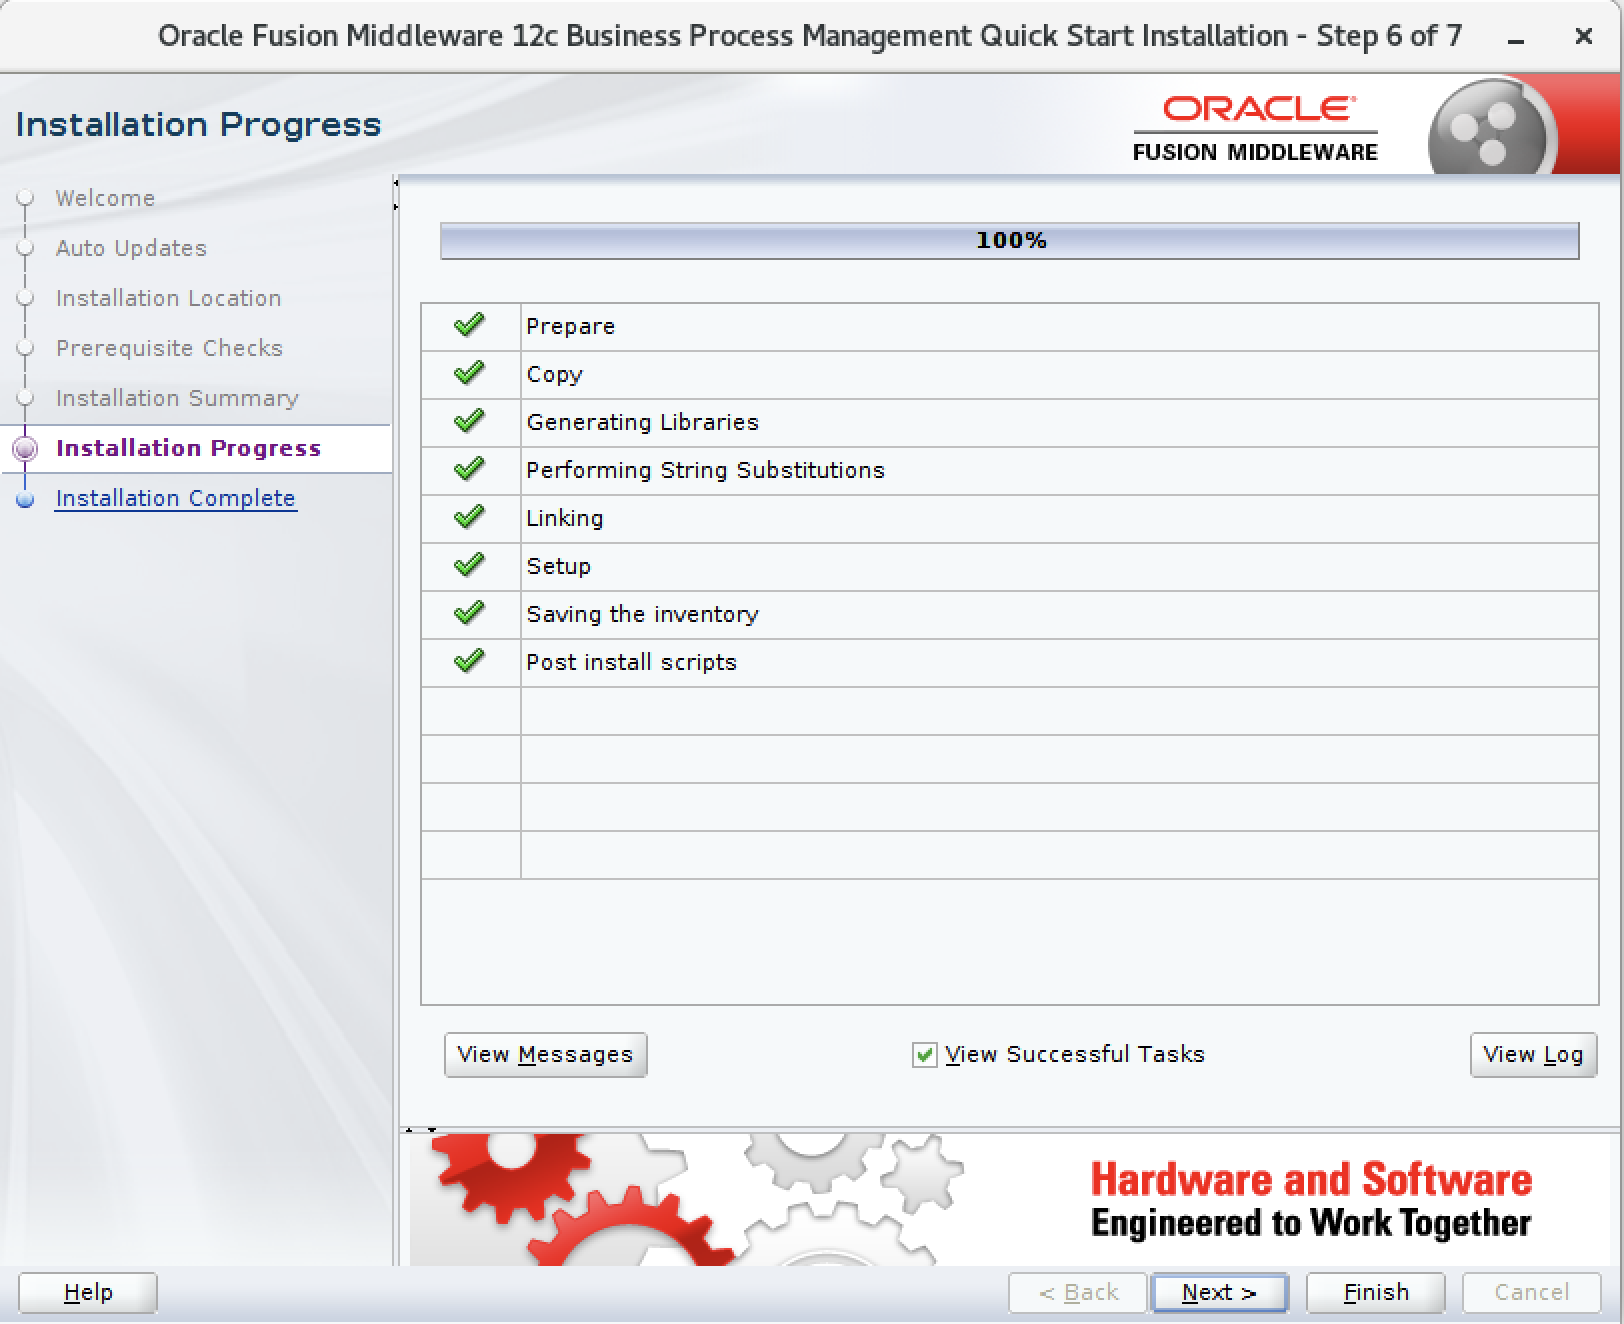 Oracle Fusion Middleware 12c Business Process Management Quick Start Installation - Step 6 of 7
Installation Progress
ORACLE
FUSION MIDDLEWARE
Welcome
Auto Updates
Installation Location
Prerequisite Checks
Installation Summary
Installation Progress
Installation Complete
100%
Prepare
Copy
Generating Libraries
Performing String Substitutions
Linking
Setup
Saving the inventory
Post install scripts
View Messages
View Successful Tasks
View Log
Hardware and Software
Engineered to Work Together
Help
< Back
Next >
Finish
Cancel